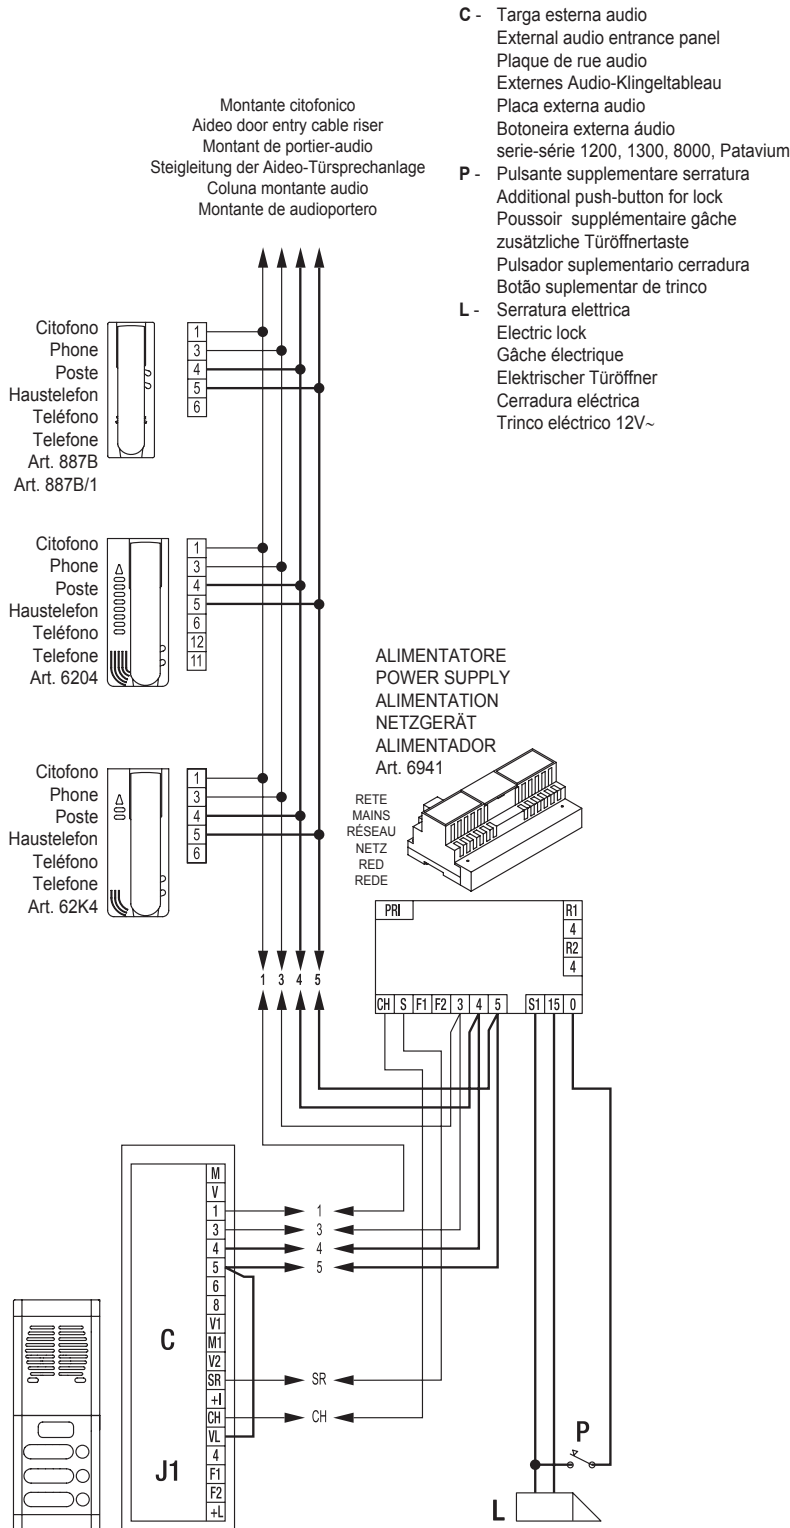 C - Targa esterna audio
External audio entrance panel
Plaque de rue audio
Externes Audio-Klingeltableau
Placa externa audio
Botoneira externa áudio
serie-série 1200, 1300, 8000, Patavium
P - Pulsante supplementare serratura
Additional push-button for lock
Poussoir supplémentaire gâche
zusätzliche Türöffnertaste
Pulsador suplementario cerradura
Botão suplementar de trinco
L - Serratura elettrica
Electric lock
Gâche électrique
Elektrischer Türöffner
Cerradura eléctrica
Trinco eléctrico 12V~
Montante citofonico
Aideo door entry cable riser
Montant de portier-audio
Steigleitung der Aideo-Türsprechanlage
Coluna montante audio
Montante de audioportero
Citofono
Phone
Poste
Haustelefon
Teléfono
Telefone
Art. 887B
Art. 887B/1
1
3
4
5
6
Citofono
Phone
Poste
Haustelefon
Teléfono
Telefone
Art. 6204
1
3
4
5
6
12
11
Citofono
Phone
Poste
Haustelefon
Teléfono
Telefone
Art. 62K4
1
3
4
5
6
ALIMENTATORE
POWER SUPPLY
ALIMENTATION
NETZGERÄT
ALIMENTADOR
Art. 6941
RETE
MAINS
RÉSEAU
NETZ
RED
REDE
PRI
R1
4
R2
4
CH S F1 F2 3 4 5 S1 15 0
1 3 4 5
C
J1
M
V
1
3
4
5
6
8
V1
M1
V2
SR
+I
CH
VL
4
F1
F2
+L
1
3
4
5
SR
CH
P
L